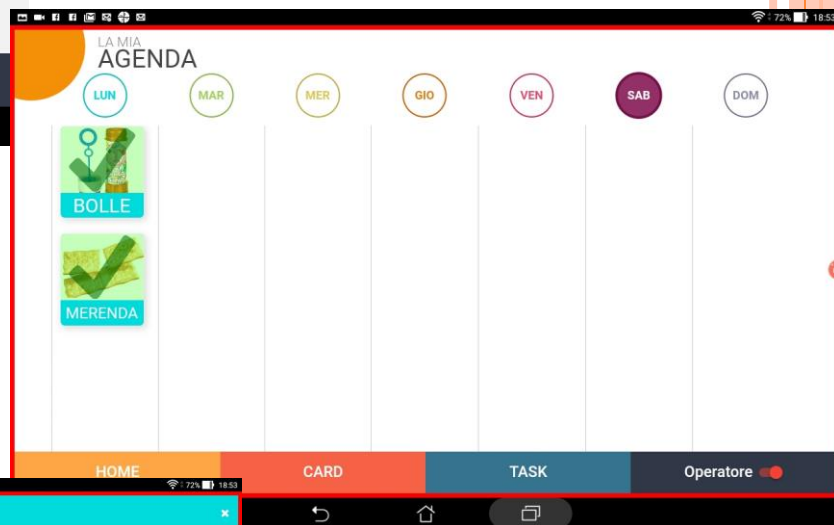 72% 18:53
LA MIA
AGENDA
LUN MAR MER GIO VEN SAB DOM
BOLLE
MERENDA
HOME CARD TASK Operatore
72% 18:53